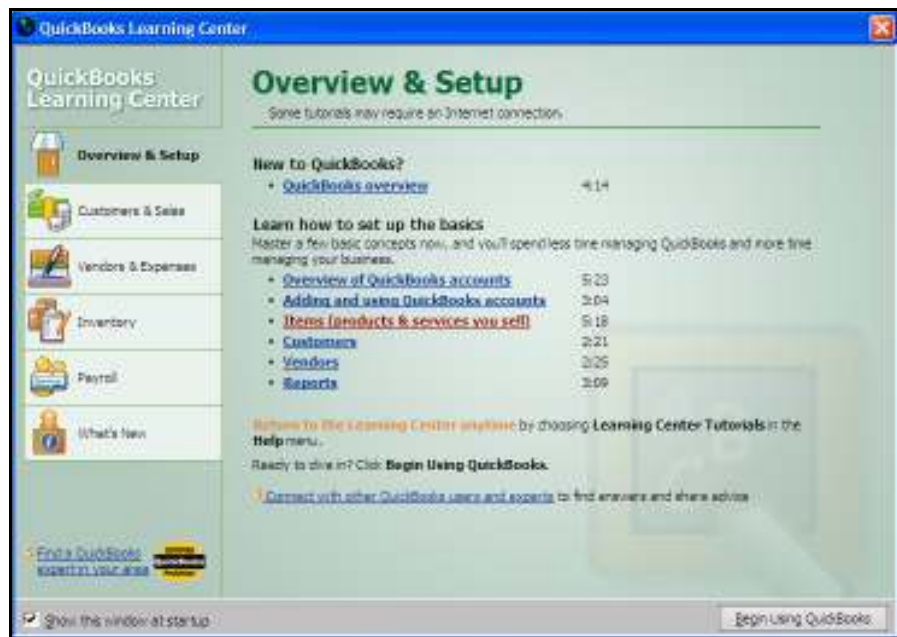 QuickBooks Learning Center
QuickBooks
Learning Center
Overview & Setup
Customers & Sales
Vendors & Expenses
Inventory
Payroll
What's New
Find a QuickBooks
expert in your area
QuickBooks
Overview & Setup
Some tutorials may require an Internet connection.
New to QuickBooks?
• QuickBooks overview 4:14
Learn how to set up the basics
Master a few basic concepts now, and you'll spend less time managing QuickBooks and more time
managing your business.
• Overview of QuickBooks accounts 5:23
• Adding and using QuickBooks accounts 3:04
• Items (products & services you sell) 5:18
• Customers 2:21
• Vendors 2:25
• Reports 3:09
Return to the Learning Center anytime by choosing Learning Center Tutorials in the
Help menu.
Ready to dive in? Click Begin Using QuickBooks.
Connect with other QuickBooks users and experts to find answers and share advice
Show this window at startup
Begin Using QuickBooks